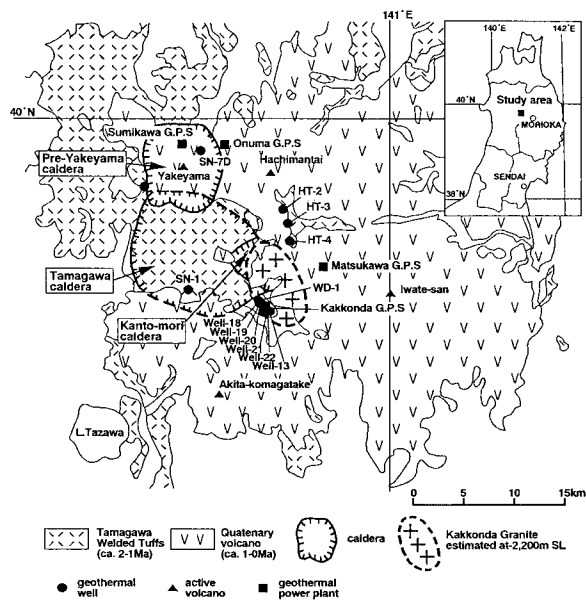 141°E
140°E
142°E
40°N
Study area
MORIOKA
SENDAI
38°N
40°N
Sumikawa G.P.S
Onuma G.P.S
Pre-Yakeyama
caldera
SN-7D
Yakeyama
Hachimantai
HT-2
HT-3
HT-4
Tamagawa
caldera
SN-1
Matsukawa G.P.S
WD-1
Iwate-san
Kanto-mori
caldera
Kakkonda G.P.S
Well-18
Well-19
Well-20
Well-21
Well-22
Well-13
Akita-komagatake
L.Tazawa
0 5 10 15km
Tamagawa
Welded Tuffs
(ca. 2-1Ma)
Quatenary
volcano
(ca. 1-0Ma)
caldera
Kakkonda Granite
estimated at-2,200m SL
geothermal
well
active
volcano
geothermal
power plant